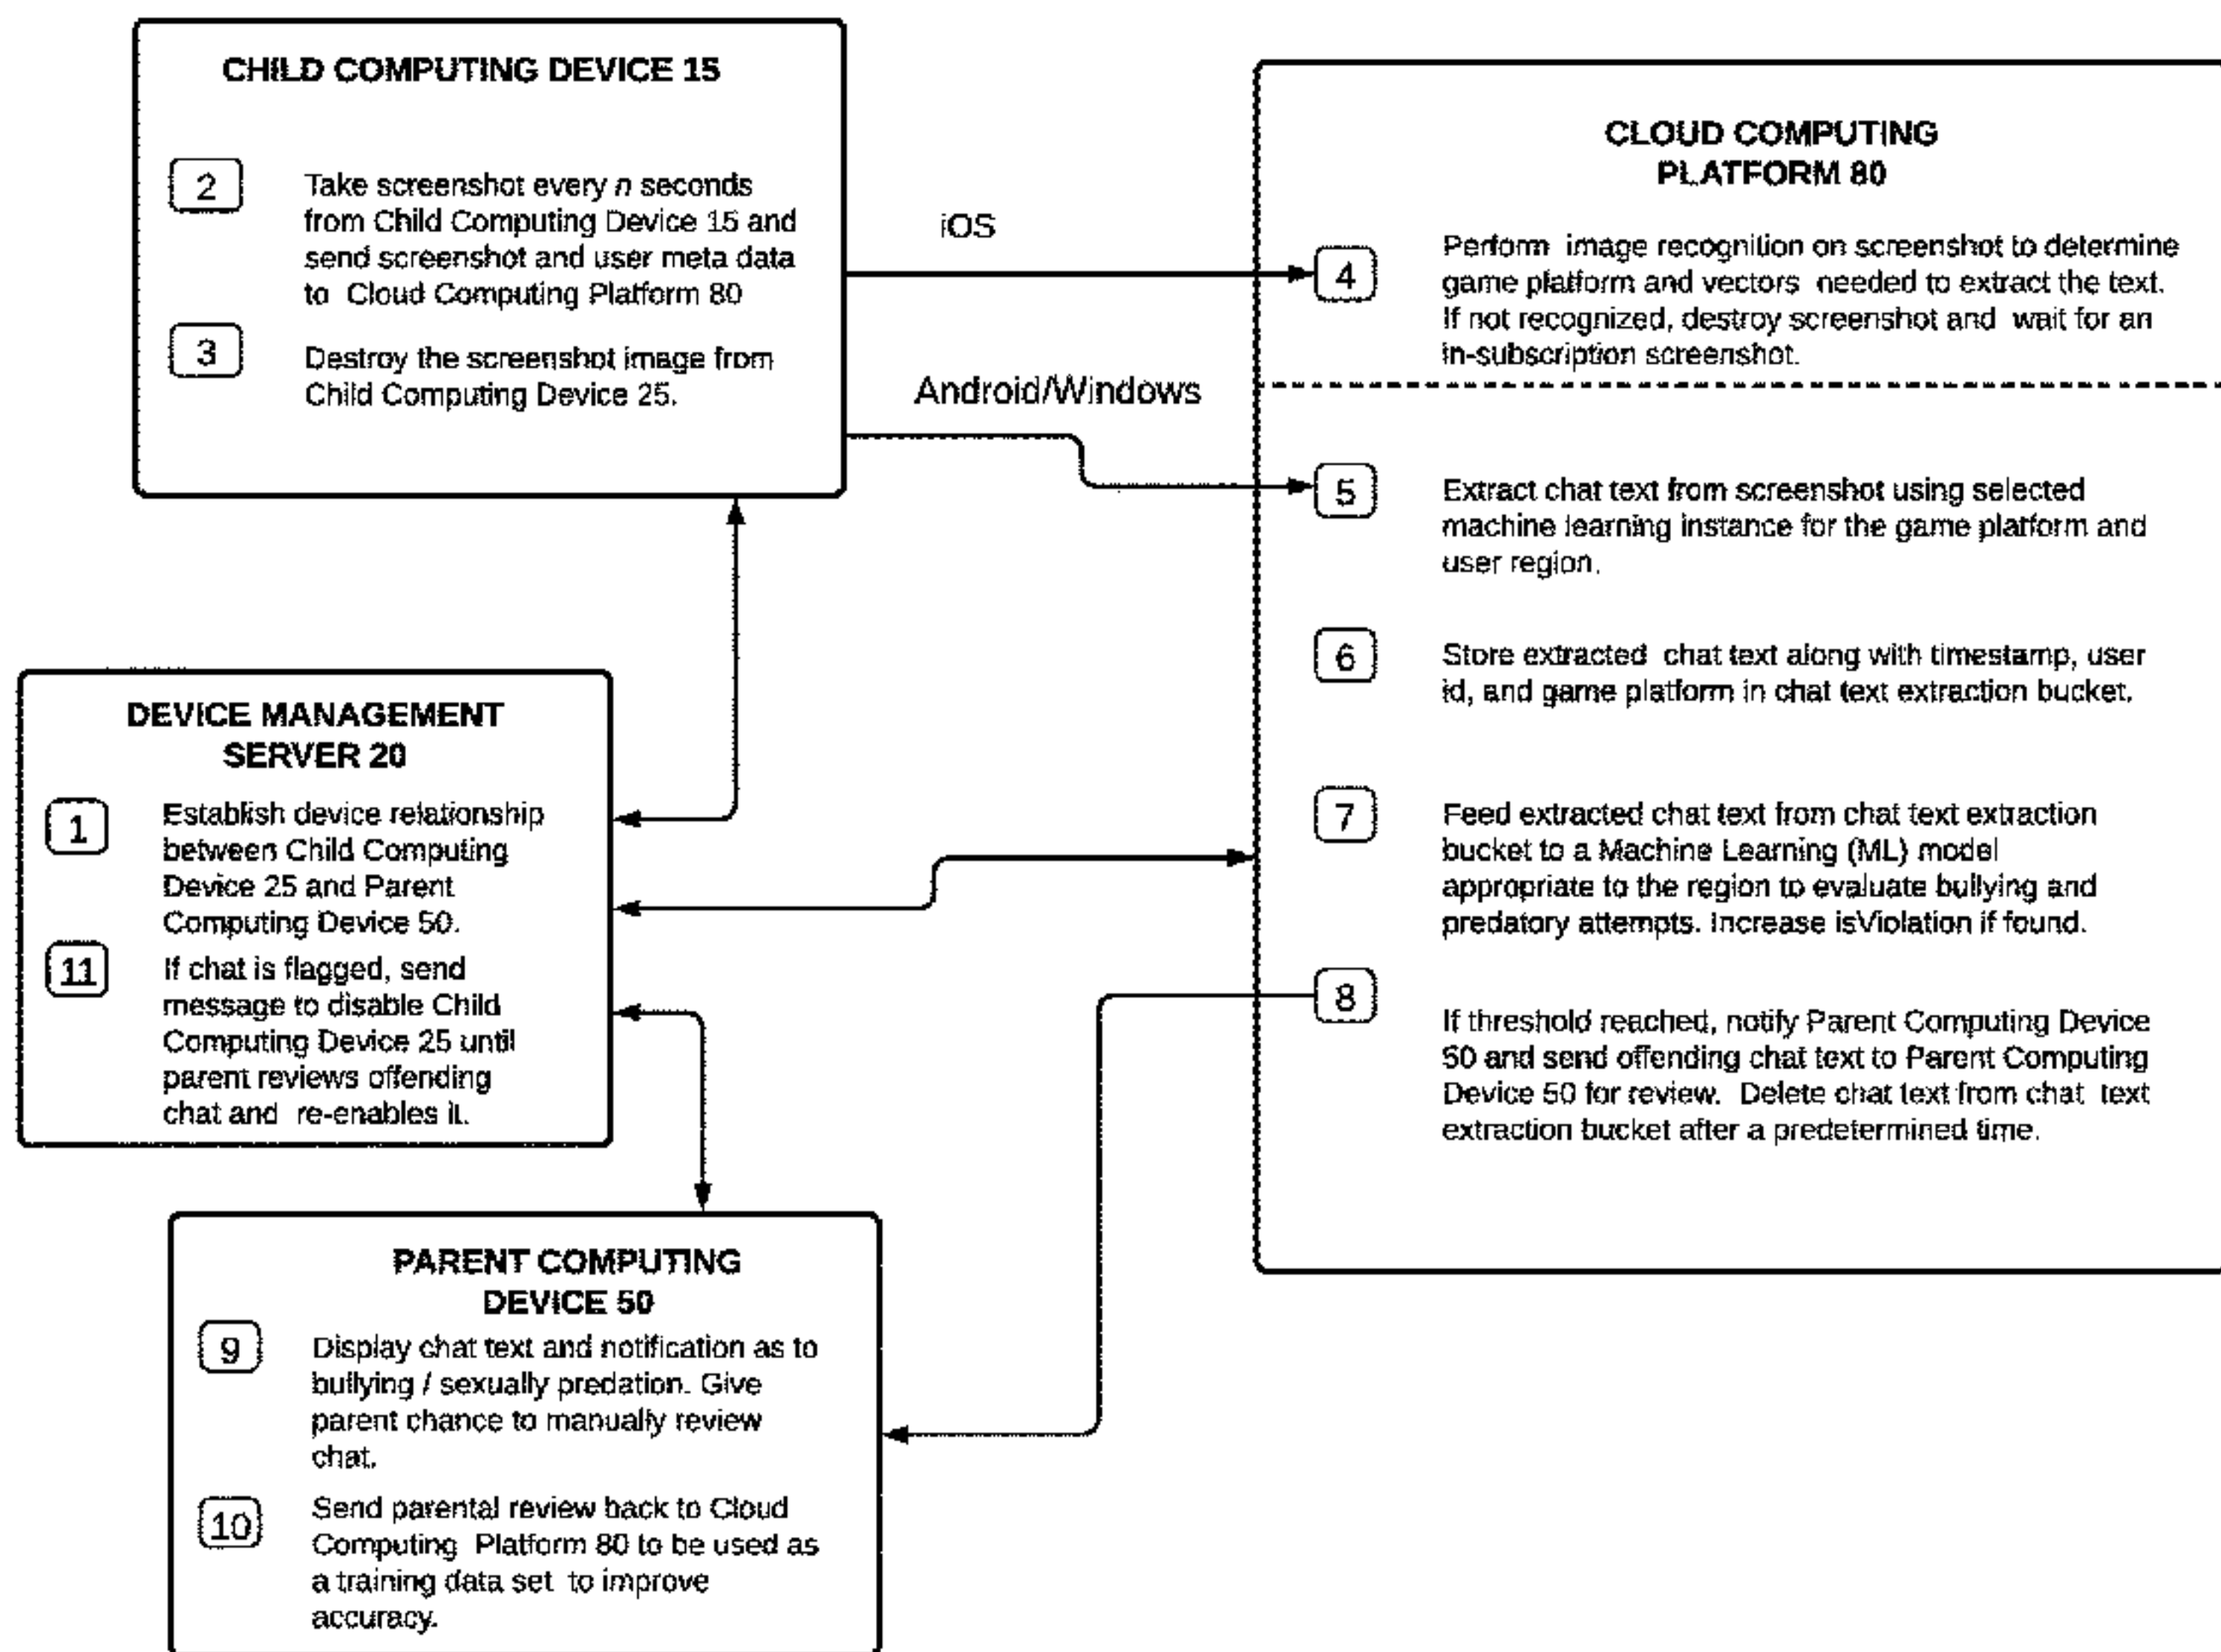 CHILD COMPUTING DEVICE 15
2
Take screenshot every n seconds
from Child Computing Device 15 and
send screenshot and user meta data
to Cloud Computing Platform 80
3
Destroy the screenshot image from
Child Computing Device 25.
iOS
Android/Windows
CLOUD COMPUTING
PLATFORM 80
4
Perform image recognition on screenshot to determine
game platform and vectors needed to extract the text.
If not recognized, destroy screenshot and wait for an
in-subscription screenshot.
5
Extract chat text from screenshot using selected
machine learning instance for the game platform and
user region.
6
Store extracted chat text along with timestamp, user
id, and game platform in chat text extraction bucket.
7
Feed extracted chat text from chat text extraction
bucket to a Machine Learning (ML) model
appropriate to the region to evaluate bullying and
predatory attempts. Increase isViolation if found.
8
If threshold reached, notify Parent Computing Device
50 and send offending chat text to Parent Computing
Device 50 for review. Delete chat text from chat text
extraction bucket after a predetermined time.
DEVICE MANAGEMENT
SERVER 20
1
Establish device relationship
between Child Computing
Device 25 and Parent
Computing Device 50.
11
If chat is flagged, send
message to disable Child
Computing Device 25 until
parent reviews offending
chat and re-enables it.
PARENT COMPUTING
DEVICE 50
9
Display chat text and notification as to
bullying / sexually predation. Give
parent chance to manually review
chat.
10
Send parental review back to Cloud
Computing Platform 80 to be used as
a training data set to improve
accuracy.